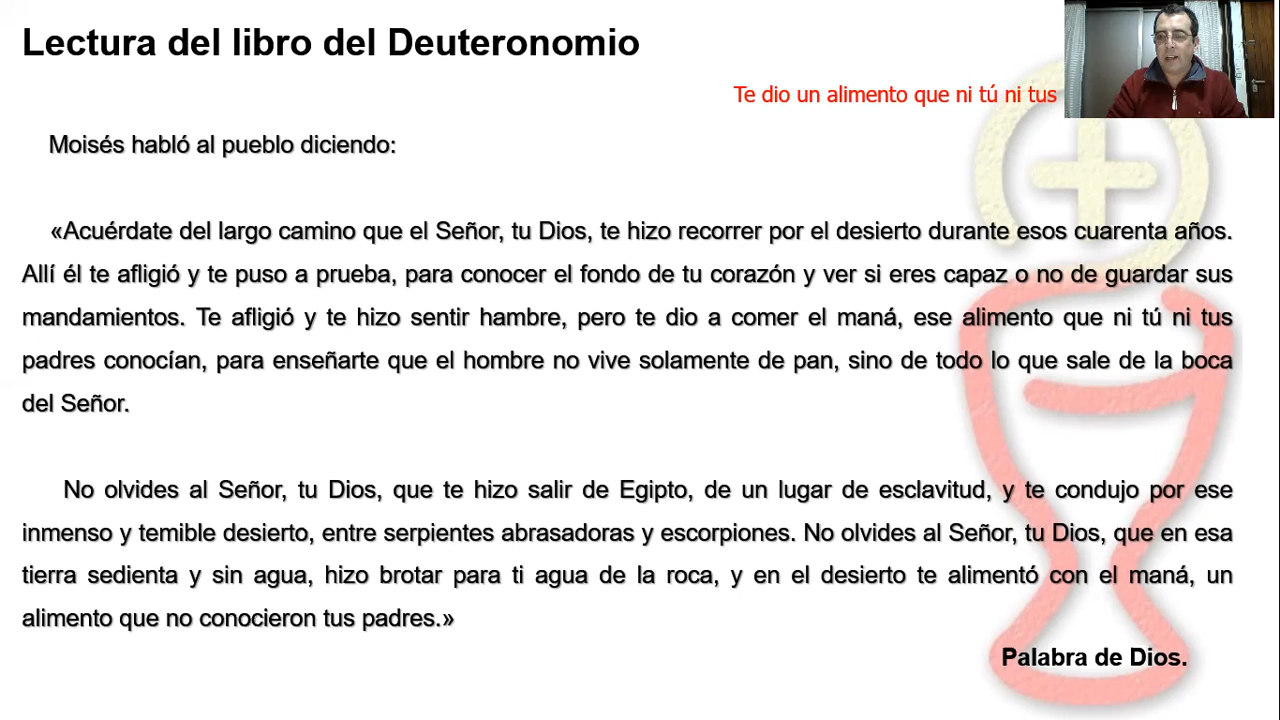 Lectura del libro del Deuteronomio
Te dio un alimento que ni tú ni tus
Moisés habló al pueblo diciendo:
«Acuérdate del largo camino que el Señor, tu Dios, te hizo recorrer por el desierto durante esos cuarenta años.
Allí él te afligió y te puso a prueba, para conocer el fondo de tu corazón y ver si eres capaz o no de guardar sus
mandamientos. Te afligió y te hizo sentir hambre, pero te dio a comer el maná, ese alimento que ni tú ni tus
padres conocían, para enseñarte que el hombre no vive solamente de pan, sino de todo lo que sale de la boca
del Señor.
No olvides al Señor, tu Dios, que te hizo salir de Egipto, de un lugar de esclavitud, y te condujo por ese
inmenso y temible desierto, entre serpientes abrasadoras y escorpiones. No olvides al Señor, tu Dios, que en esa
tierra sedienta y sin agua, hizo brotar para ti agua de la roca, y en el desierto te alimentó con el maná, un
alimento que no conocieron tus padres.»
Palabra de Dios.